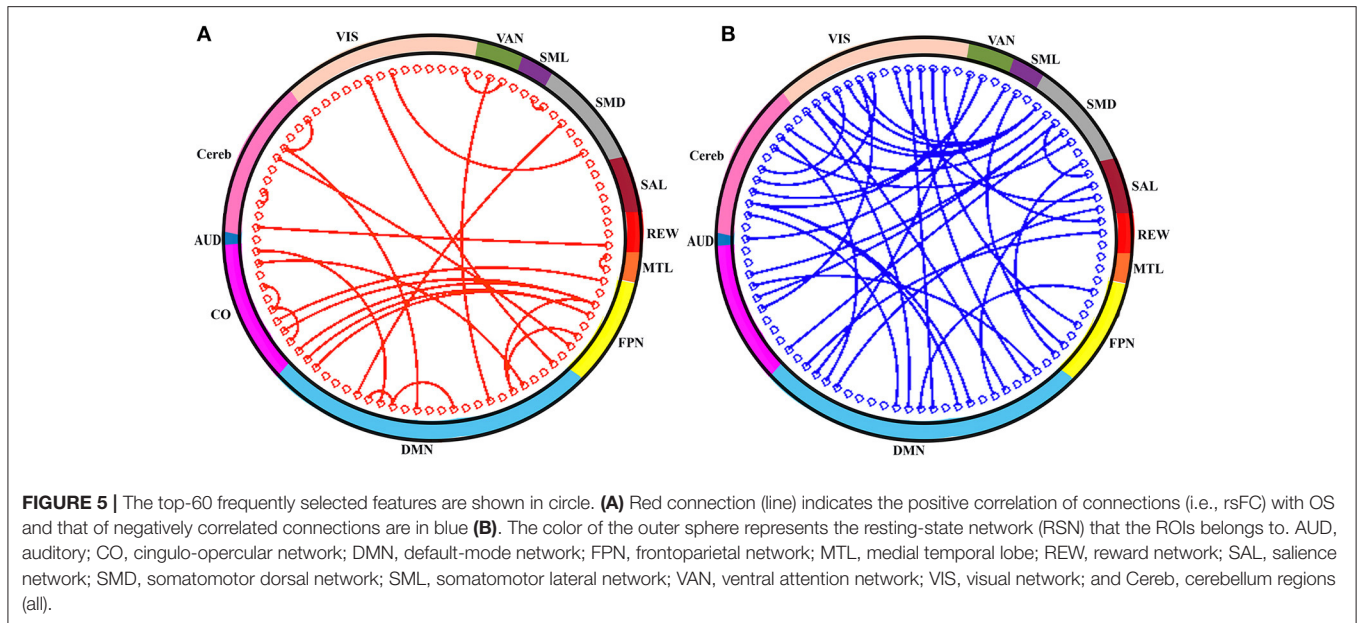 A
B
VIS
VAN
SML
SMD
SAL
REW
MTL
FPN
DMN
CO
AUD
Cereb
VIS
VAN
SML
SMD
SAL
REW
MTL
FPN
DMN
CO
AUD
Cereb
FIGURE 5 | The top-60 frequently selected features are shown in circle. (A) Red connection (line) indicates the positive correlation of connections (i.e., rsFC) with OS
and that of negatively correlated connections are in blue (B). The color of the outer sphere represents the resting-state network (RSN) that the ROIs belongs to. AUD,
auditory; CO, cingulo-opercular network; DMN, default-mode network; FPN, frontoparietal network; MTL, medial temporal lobe; REW, reward network; SAL, salience
network; SMD, somatomotor dorsal network; SML, somatomotor lateral network; VAN, ventral attention network; VIS, visual network; and Cereb, cerebellum regions
(all).